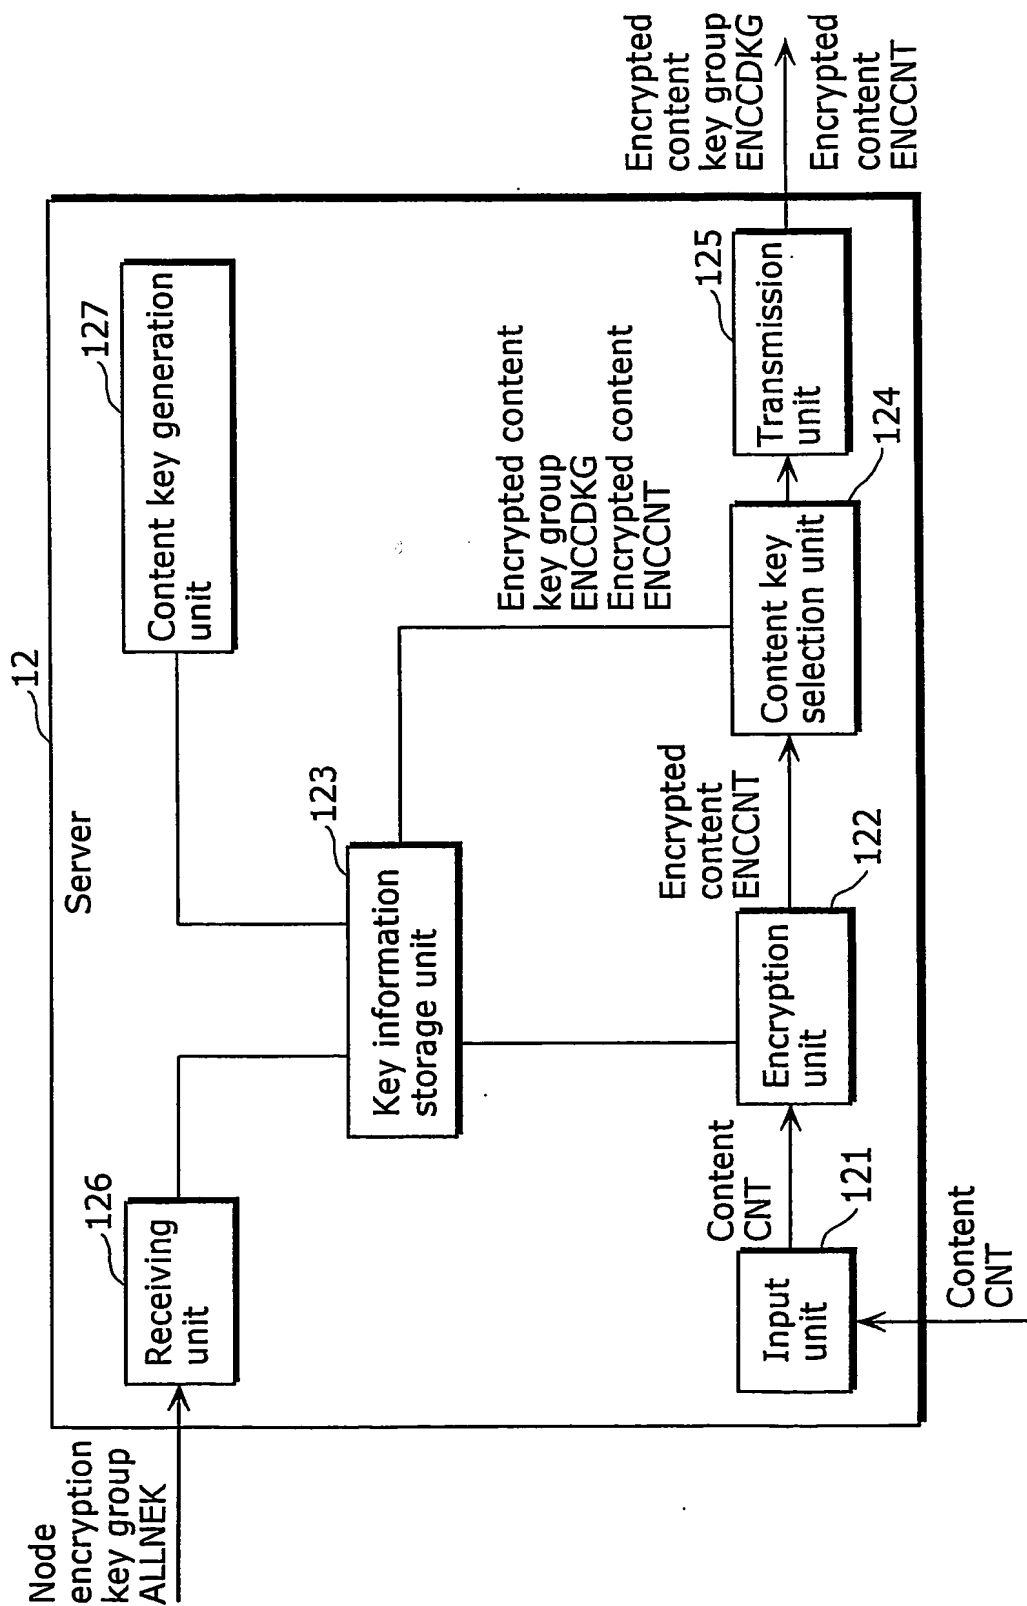 12
Server
Node
encryption
key group
ALLNEK
126
Receiving
unit
127
Content key generation
unit
123
Key information
storage unit
Encrypted content
key group
ENCCDKG
Encrypted content
ENCCNT
Content
CNT
Input
unit
121
Content
CNT
Encryption
unit
122
Encrypted
content
ENCCNT
Content key
selection unit
124
Transmission
unit
125
Encrypted
content
key group
ENCCDKG
Encrypted
content
ENCCNT